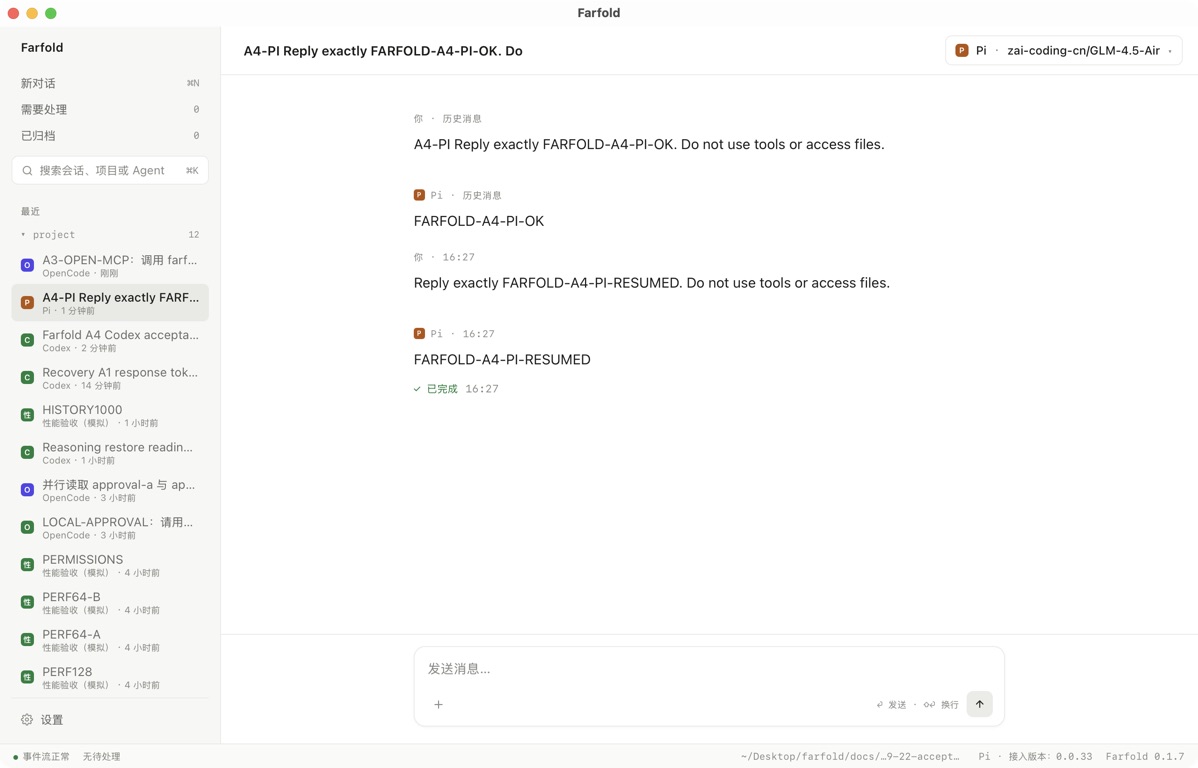 Farfold
Farfold
新对话 ⌘N
需要处理 0
已归档 0
搜索会话、项目或 Agent ⌘K
最近
project 12
O A3-OPEN-MCP：调用 farf...
OpenCode · 刚刚
P A4-PI Reply exactly FARF...
Pi · 1 分钟前
C Farfold A4 Codex accepta...
Codex · 2 分钟前
C Recovery A1 response tok...
Codex · 14 分钟前
性 HISTORY1000
性能验收（模拟） · 1 小时前
C Reasoning restore readin...
Codex · 1 小时前
O 并行读取 approval-a 与 ap...
OpenCode · 3 小时前
O LOCAL-APPROVAL：请用...
OpenCode · 3 小时前
性 PERMISSIONS
性能验收（模拟） · 4 小时前
性 PERF64-B
性能验收（模拟） · 4 小时前
性 PERF64-A
性能验收（模拟） · 4 小时前
性 PERF128
性能验收（模拟） · 4 小时前
设置
A4-PI Reply exactly FARFOLD-A4-PI-OK. Do
P Pi · zai-coding-cn/GLM-4.5-Air
你 · 历史消息
A4-PI Reply exactly FARFOLD-A4-PI-OK. Do not use tools or access files.
P Pi · 历史消息
FARFOLD-A4-PI-OK
你 · 16:27
Reply exactly FARFOLD-A4-PI-RESUMED. Do not use tools or access files.
P Pi · 16:27
FARFOLD-A4-PI-RESUMED
✓ 已完成 16:27
发送消息...
+ ↵ 发送 · ⇧↵ 换行
● 事件流正常 无待处理 ~/Desktop/farfold/docs/…9-22-accept… Pi · 接入版本: 0.0.33 Farfold 0.1.7